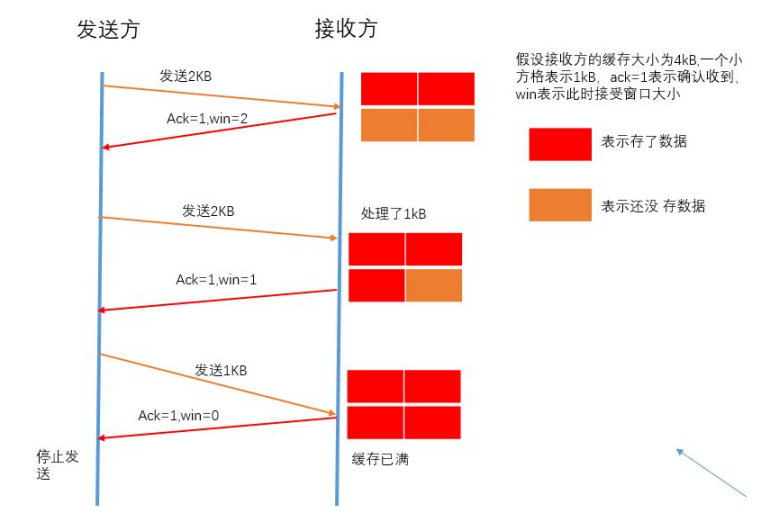 发送方
接收方
假设接收方的缓存大小为4kB,一个小
方格表示1kB，ack=1表示确认收到，
win表示此时接受窗口大小
发送2KB
Ack=1,win=2
表示存了数据
表示还没 存数据
发送2KB
处理了1kB
Ack=1,win=1
发送1KB
Ack=1,win=0
停止发
送
缓存已满